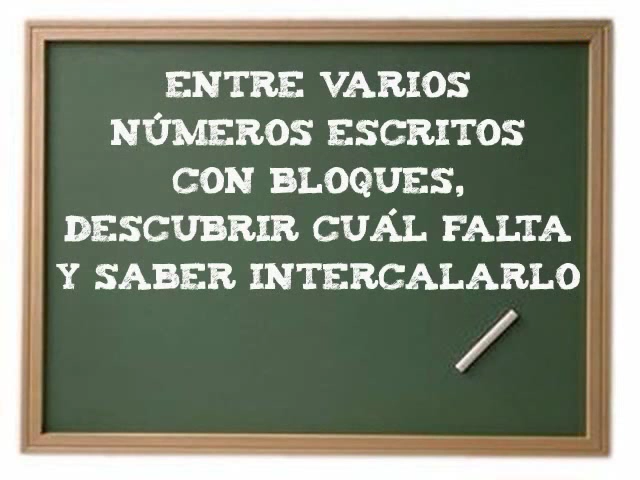 ENTRE VARIOS
NÚMEROS ESCRITOS
CON BLOQUES,
DESCUBRIR CUÁL FALTA
Y SABER INTERCALARLO